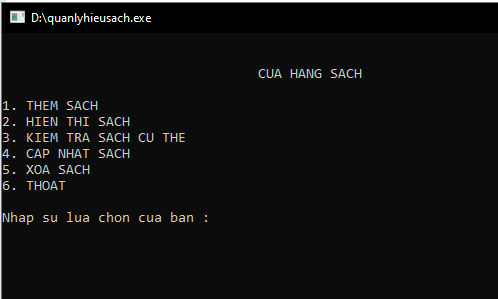 D:\quanlyhieusach.exe
CUA HANG SACH
1. THEM SACH
2. HIEN THI SACH
3. KIEM TRA SACH CU THE
4. CAP NHAT SACH
5. XOA SACH
6. THOAT
Nhap su lua chon cua ban :